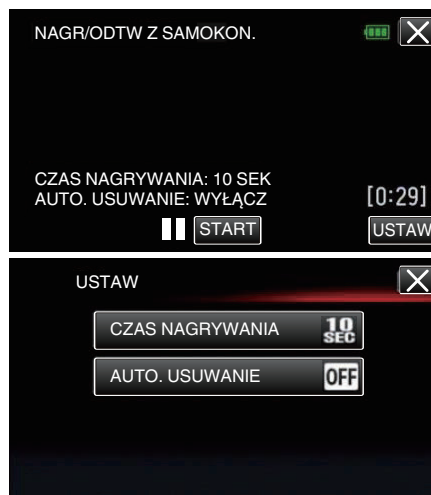 NAGR/ODTW Z SAMOKON.
CZAS NAGRYWANIA: 10 SEK
AUTO. USUWANIE: WYŁĄCZ
[0:29]
START
USTAW
USTAW
CZAS NAGRYWANIA 10 SEC
AUTO. USUWANIE OFF